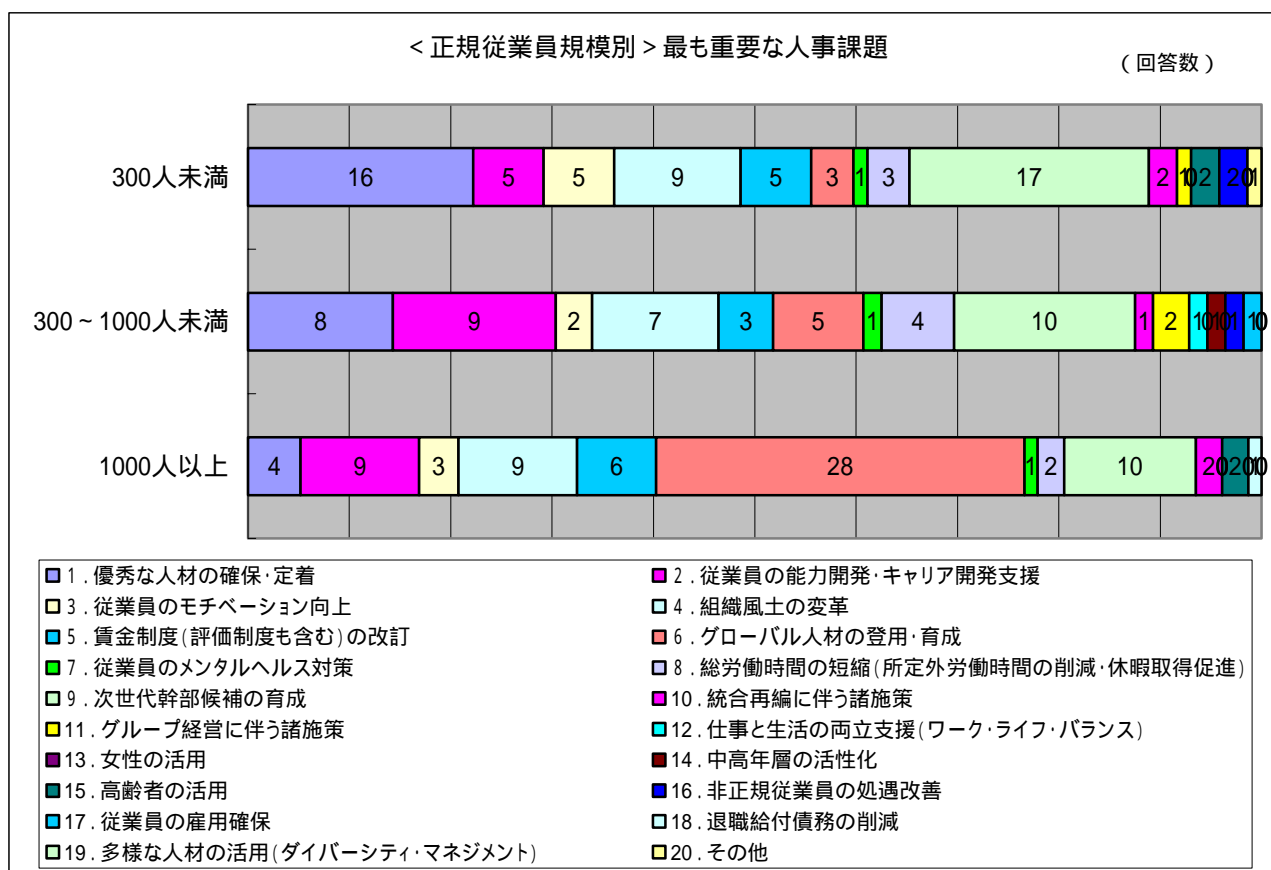 <正規従業員規模別>最も重要な人事課題
(回答数)
300人未満
16 5 5 9 5 3 1 3 17 2 1 0 2 2 0 1
300~1000人未満
8 9 2 7 3 5 1 4 10 1 2 1 0 1 0 1 1 0
1000人以上
4 9 3 9 6 28 1 2 10 2 0 2 0 0 1 0
1.優秀な人材の確保・定着
2.従業員の能力開発・キャリア開発支援
3.従業員のモチベーション向上
4.組織風土の変革
5.賃金制度(評価制度も含む)の改訂
6.グローバル人材の登用・育成
7.従業員のメンタルヘルス対策
8.総労働時間の短縮(所定外労働時間の削減・休暇取得促進)
9.次世代幹部候補の育成
10.統合再編に伴う諸施策
11.グループ経営に伴う諸施策
12.仕事と生活の両立支援(ワーク・ライフ・バランス)
13.女性の活用
14.中高年層の活性化
15.高齢者の活用
16.非正規従業員の処遇改善
17.従業員の雇用確保
18.退職給付債務の削減
19.多様な人材の活用(ダイバーシティ・マネジメント)
20.その他